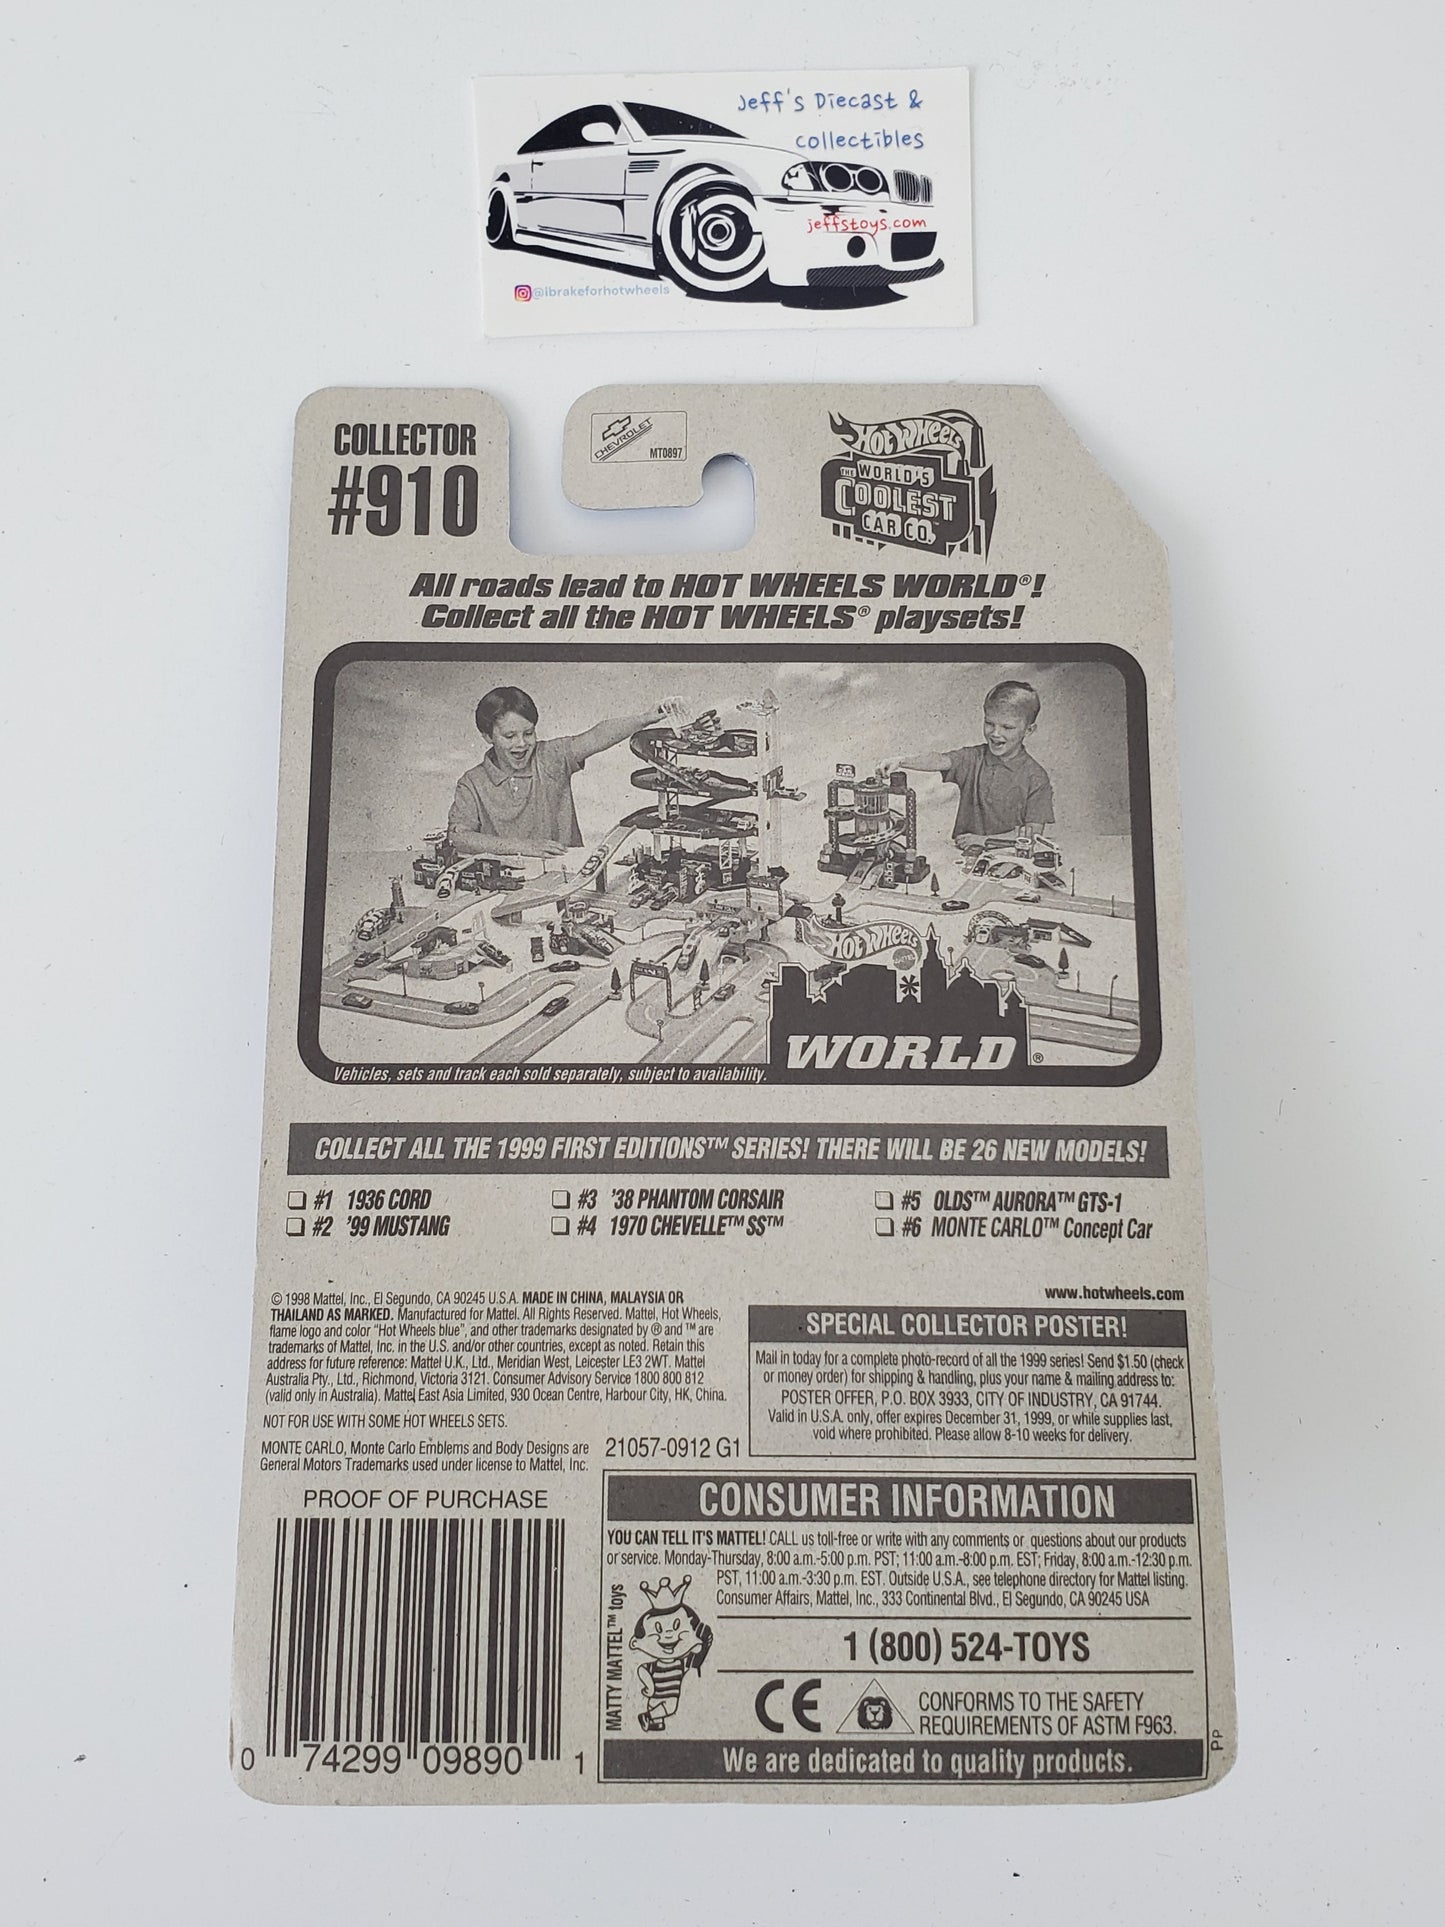 Jeff's Diecast &
collectibles
jeffstoys.com
@ibrakeforhotwheels
COLLECTOR
#910
CHEVROLET
MT0897
HOT WHEELS
THE WORLD'S
COOLEST
CAR CO.™
All roads lead to HOT WHEELS WORLD®!
Collect all the HOT WHEELS® playsets!
HOT WHEELS
MATTEL
WORLD®
Vehicles, sets and track each sold separately, subject to availability.
COLLECT ALL THE 1999 FIRST EDITIONS™ SERIES! THERE WILL BE 26 NEW MODELS!
#1 1936 CORD
#2 '99 MUSTANG
#3 '38 PHANTOM CORSAIR
#4 1970 CHEVELLE™ SS™
#5 OLDS™ AURORA™ GTS-1
#6 MONTE CARLO™ Concept Car
© 1998 Mattel, Inc., El Segundo, CA 90245 U.S.A. MADE IN CHINA, MALAYSIA OR
THAILAND AS MARKED. Manufactured for Mattel. All Rights Reserved. Mattel, Hot Wheels,
flame logo and color "Hot Wheels blue", and other trademarks designated by ® and ™ are
trademarks of Mattel, Inc. in the U.S. and/or other countries, except as noted. Retain this
address for future reference: Mattel U.K., Ltd., Meridian West, Leicester LE3 2WT. Mattel
Australia Pty., Ltd., Richmond, Victoria 3121. Consumer Advisory Service 1800 800 812
(valid only in Australia). Mattel East Asia Limited, 930 Ocean Centre, Harbour City, HK, China.
NOT FOR USE WITH SOME HOT WHEELS SETS.
MONTE CARLO, Monte Carlo Emblems and Body Designs are
General Motors Trademarks used under license to Mattel, Inc.
21057-0912 G1
www.hotwheels.com
SPECIAL COLLECTOR POSTER!
Mail in today for a complete photo-record of all the 1999 series! Send $1.50 (check
or money order) for shipping & handling, plus your name & mailing address to:
POSTER OFFER, P.O. BOX 3933, CITY OF INDUSTRY, CA 91744.
Valid in U.S.A. only, offer expires December 31, 1999, or while supplies last,
void where prohibited. Please allow 8-10 weeks for delivery.
PROOF OF PURCHASE
0 74299 09890 1
CONSUMER INFORMATION
YOU CAN TELL IT'S MATTEL! CALL us toll-free or write with any comments or questions about our products
or service. Monday-Thursday, 8:00 a.m.-5:00 p.m. PST; 11:00 a.m.-8:00 p.m. EST; Friday, 8:00 a.m.-12:30 p.m.
PST, 11:00 a.m.-3:30 p.m. EST. Outside U.S.A., see telephone directory for Mattel listing.
Consumer Affairs, Mattel, Inc., 333 Continental Blvd., El Segundo, CA 90245 USA
MATTY MATTEL™ toys
1 (800) 524-TOYS
CE
CONFORMS TO THE SAFETY
REQUIREMENTS OF ASTM F963.
We are dedicated to quality products.
PP